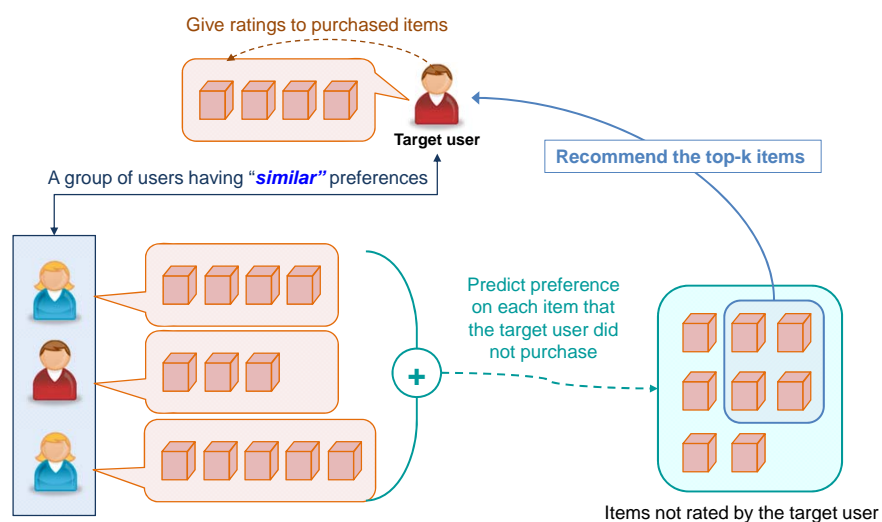 Give ratings to purchased items
Target user
Recommend the top-k items
A group of users having “similar” preferences
Predict preference
on each item that
the target user did
not purchase
+
Items not rated by the target user